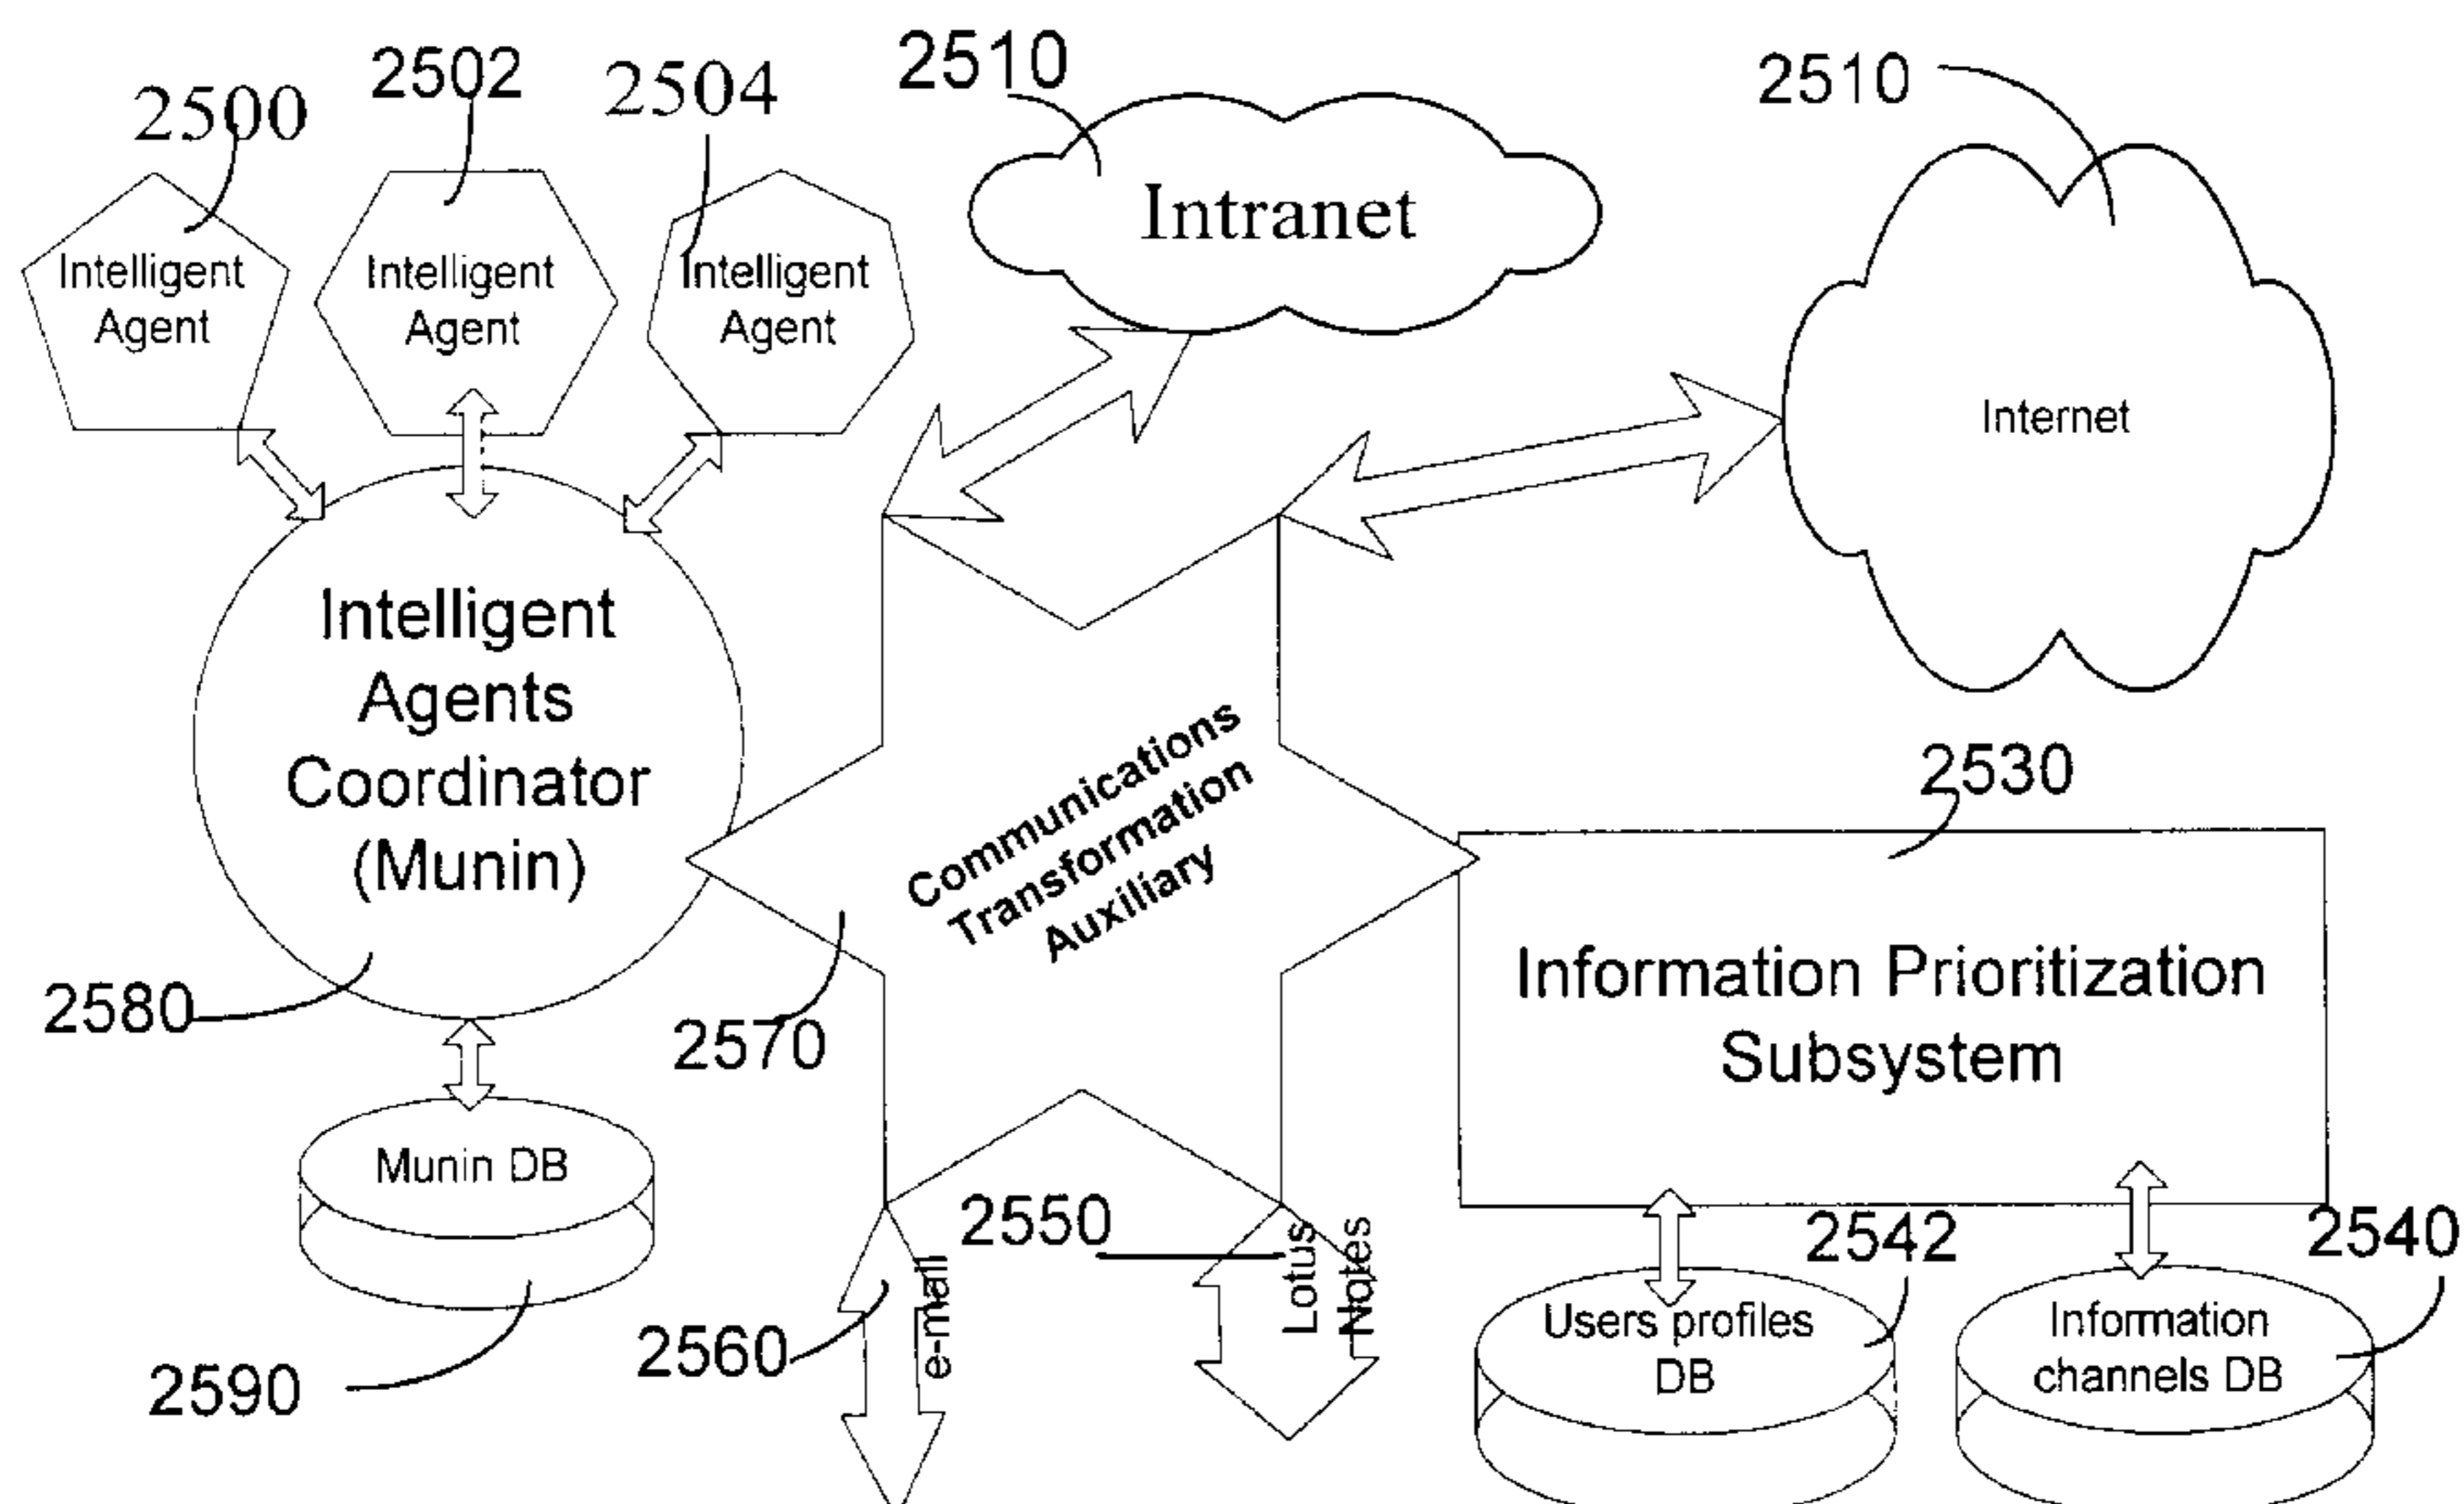 2500
2502
2504
2510
2510
Intelligent
Agent
Intelligent
Agent
Intelligent
Agent
Intranet
Internet
Intelligent
Agents
Coordinator
(Munin)
Communications
Transformation
Auxiliary
2530
Information Prioritization
Subsystem
2580
2570
Munin DB
2590
2560
e-mail
2550
Lotus
Notes
2542
2540
Users profiles
DB
Information
channels DB